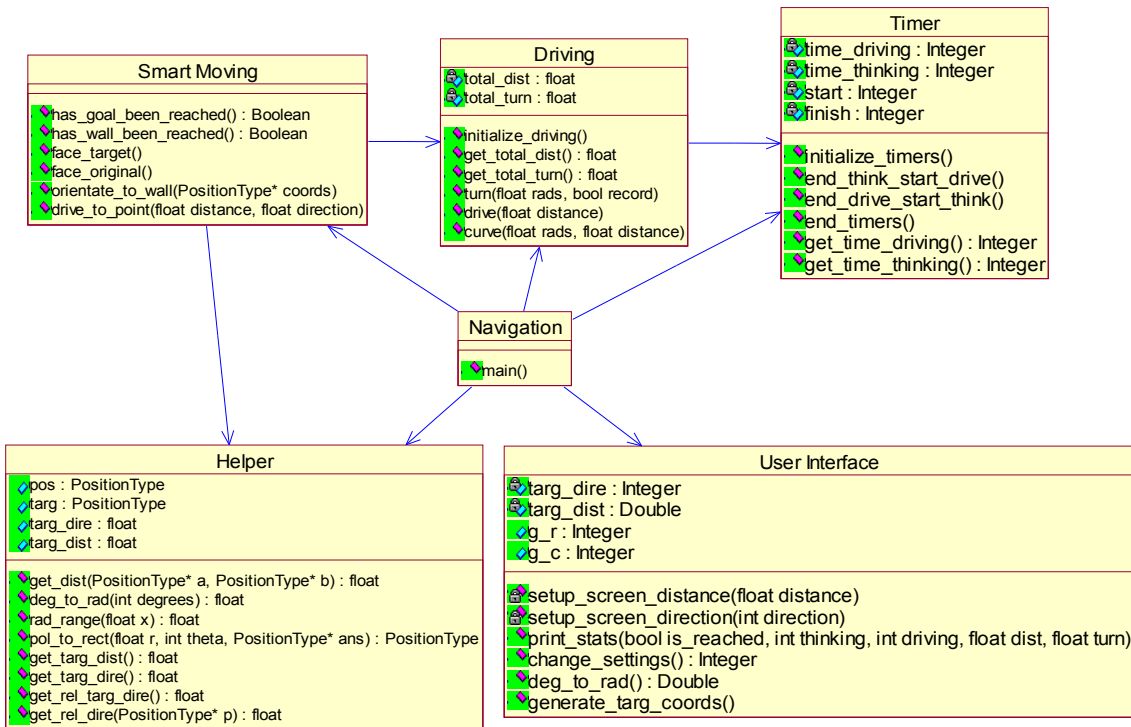 Smart Moving
has_goal_been_reached() : Boolean
has_wall_been_reached() : Boolean
face_target()
face_original()
orientate_to_wall(PositionType* coords)
drive_to_point(float distance, float direction)
Driving
total_dist : float
total_turn : float
initialize_driving()
get_total_dist() : float
get_total_turn() : float
turn(float rads, bool record)
drive(float distance)
curve(float rads, float distance)
Timer
time_driving : Integer
time_thinking : Integer
start : Integer
finish : Integer
initialize_timers()
end_think_start_drive()
end_drive_start_think()
end_timers()
get_time_driving() : Integer
get_time_thinking() : Integer
Navigation
main()
Helper
pos : PositionType
targ : PositionType
targ_dire : float
targ_dist : float
get_dist(PositionType* a, PositionType* b) : float
deg_to_rad(int degrees) : float
rad_range(float x) : float
pol_to_rect(float r, int theta, PositionType* ans) : PositionType
get_targ_dist() : float
get_targ_dire() : float
get_rel_targ_dire() : float
get_rel_dire(PositionType* p) : float
User Interface
targ_dire : Integer
targ_dist : Double
g_r : Integer
g_c : Integer
setup_screen_distance(float distance)
setup_screen_direction(int direction)
print_stats(bool is_reached, int thinking, int driving, float dist, float turn)
change_settings() : Integer
deg_to_rad() : Double
generate_targ_coords()